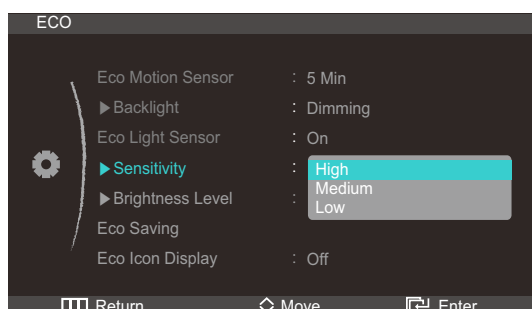 ECO
Eco Motion Sensor : 5 Min
▶Backlight : Dimming
Eco Light Sensor : On
▶Sensitivity : High
Medium
▶Brightness Level : Low
Eco Saving
Eco Icon Display : Off
Return Move Enter